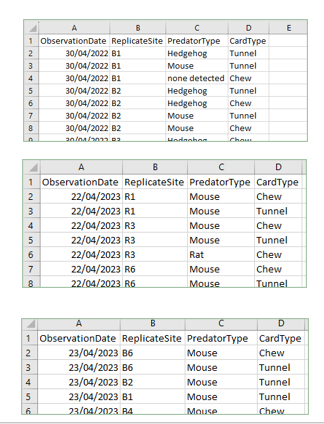 A B C D E
1 ObservationDate ReplicateSite PredatorType CardType
2 30/04/2022 B1 Hedgehog Tunnel
3 30/04/2022 B1 Mouse Tunnel
4 30/04/2022 B1 none detected Chew
5 30/04/2022 B2 Hedgehog Tunnel
6 30/04/2022 B2 Hedgehog Chew
7 30/04/2022 B2 Mouse Tunnel
8 30/04/2022 B2 Mouse Chew
9 30/04/2022 Hedgehog Chew
A B C D
1 ObservationDate ReplicateSite PredatorType CardType
2 22/04/2023 R1 Mouse Chew
3 22/04/2023 R1 Mouse Tunnel
4 22/04/2023 R3 Mouse Chew
5 22/04/2023 R3 Mouse Tunnel
6 22/04/2023 R3 Rat Chew
7 22/04/2023 R6 Mouse Chew
8 22/04/2023 R6 Mouse Tunnel
A B C D
1 ObservationDate ReplicateSite PredatorType CardType
2 23/04/2023 B6 Mouse Chew
3 23/04/2023 B6 Mouse Tunnel
4 23/04/2023 B2 Mouse Tunnel
5 23/04/2023 B1 Mouse Tunnel
6 23/04/2023 B4 Mouse Chew